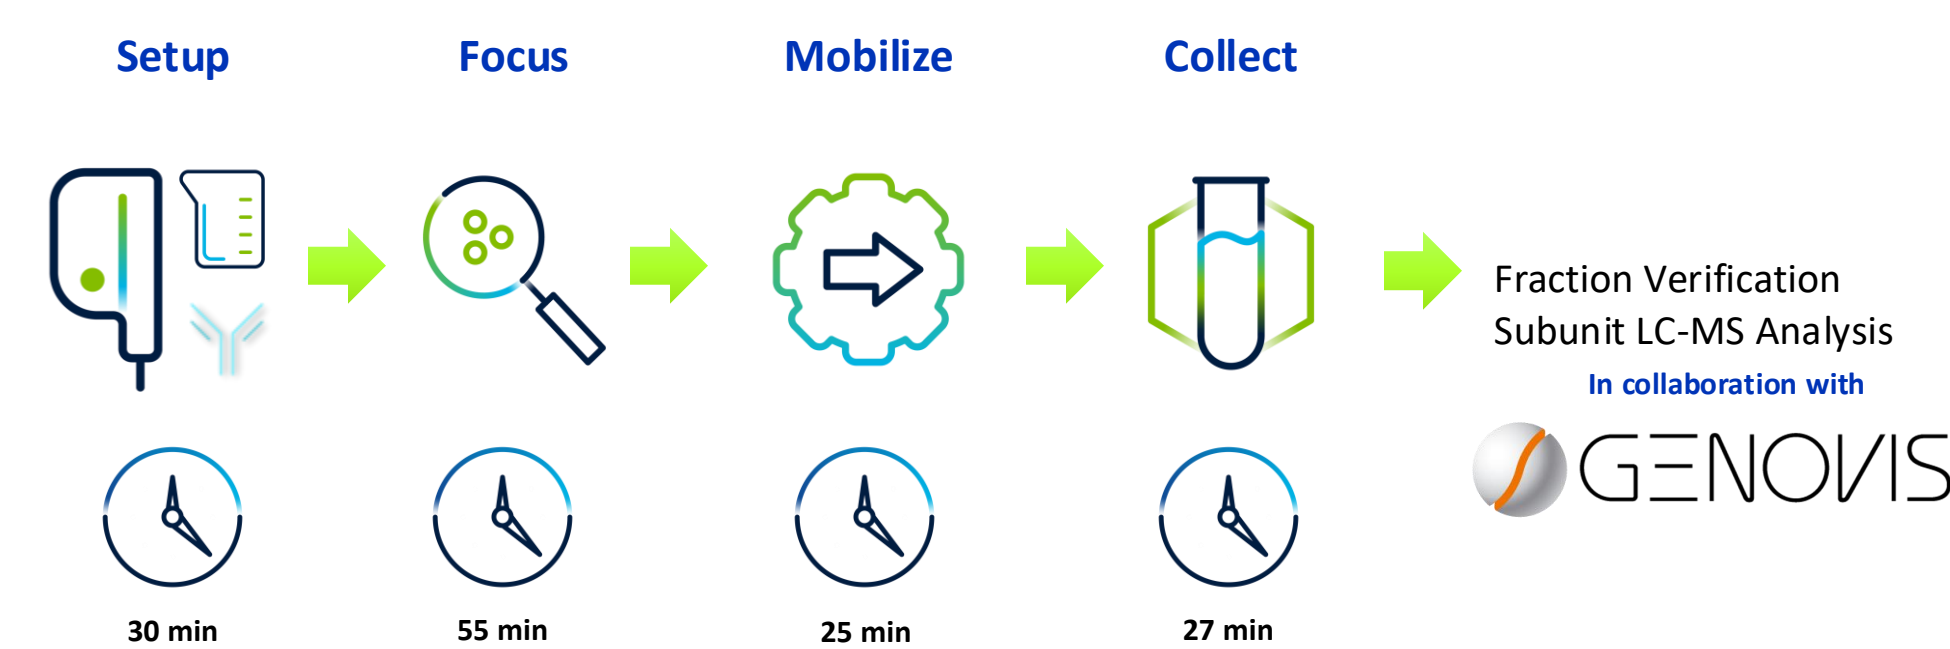 Setup
Focus
Mobilize
Collect
Fraction Verification
Subunit LC-MS Analysis
In collaboration with
GENOVIS
30 min
55 min
25 min
27 min